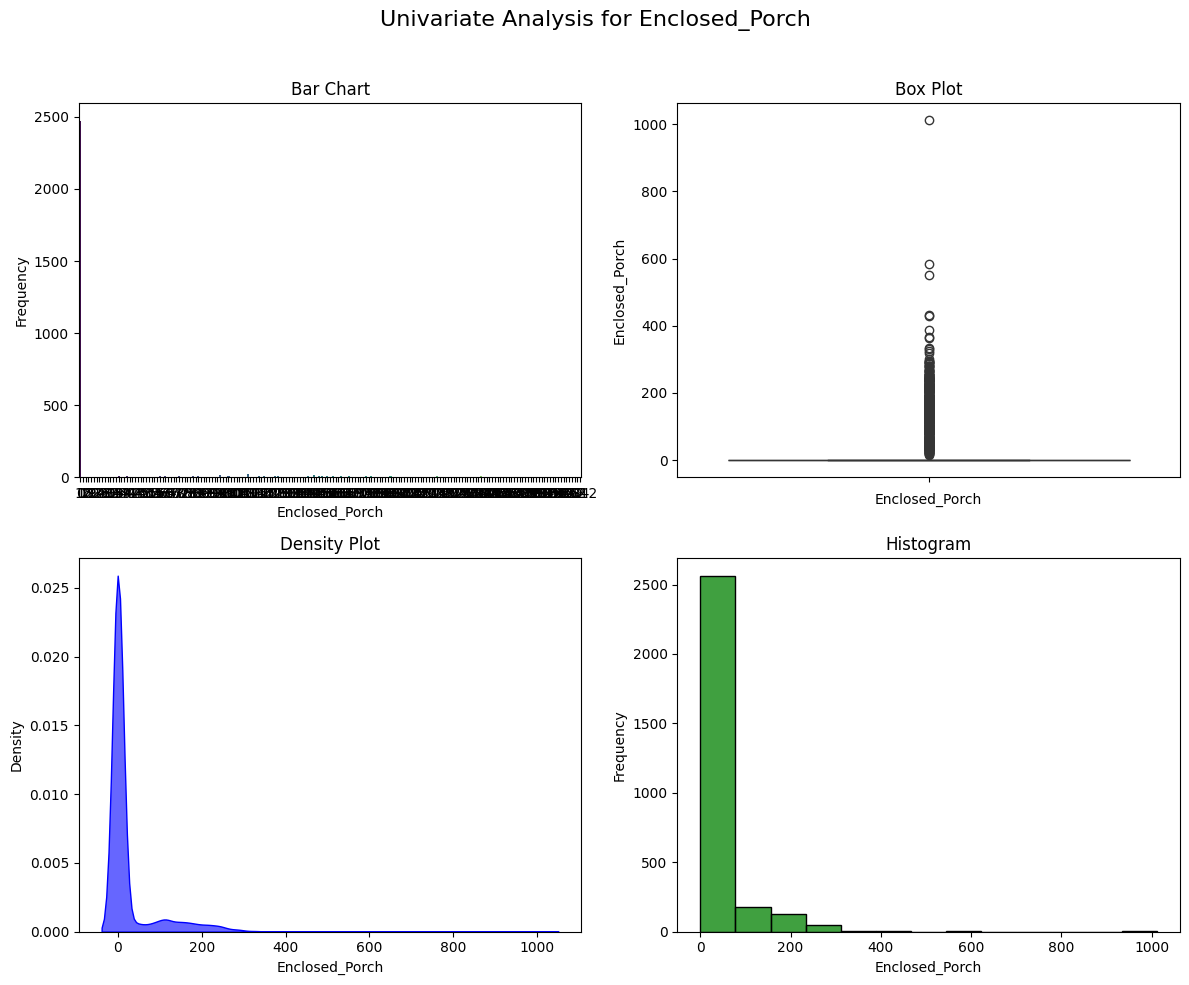 Univariate Analysis for Enclosed_Porch
Bar Chart
2500
2000
1500
1000
500
0
Frequency
Enclosed_Porch
Box Plot
1000
800
600
400
200
0
Enclosed_Porch
Enclosed_Porch
Density Plot
0.025
0.020
0.015
0.010
0.005
0.000
Density
0 200 400 600 800 1000
Enclosed_Porch
Histogram
2500
2000
1500
1000
500
0
Frequency
0 200 400 600 800 1000
Enclosed_Porch